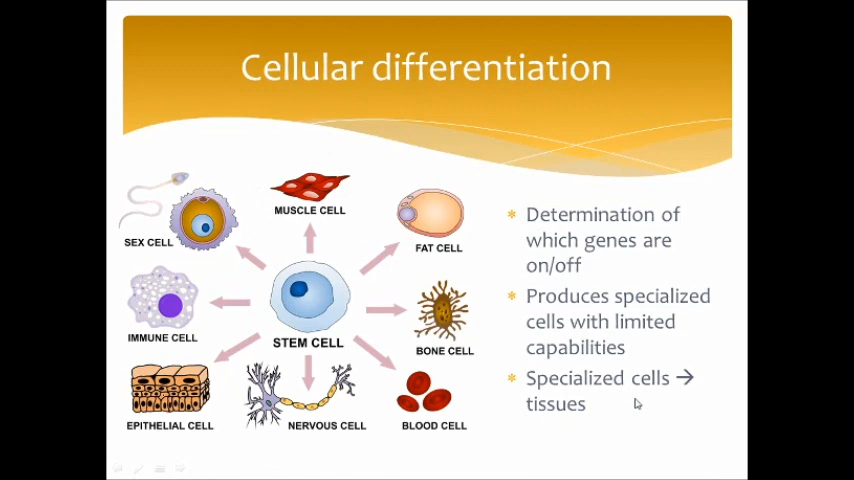 Cellular differentiation
MUSCLE CELL
SEX CELL
FAT CELL
IMMUNE CELL
STEM CELL
BONE CELL
EPITHELIAL CELL
NERVOUS CELL
BLOOD CELL
* Determination of
which genes are
on/off
* Produces specialized
cells with limited
capabilities
* Specialized cells →
tissues